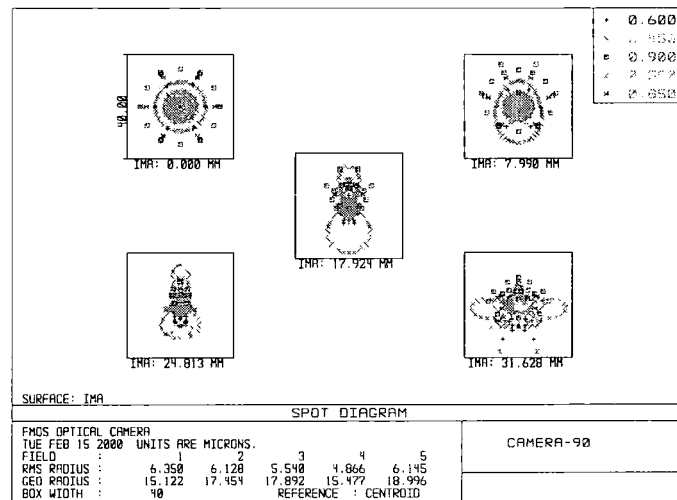 0.600
0.900
0.850
40.00
IMA: 0.000 MM
IMA: 7.990 MM
IMA: 17.924 MM
IMA: 24.813 MM
IMA: 31.628 MM
SURFACE: IMA
SPOT DIAGRAM
FMOS OPTICAL CAMERA
TUE FEB 15 2000 UNITS ARE MICRONS.
FIELD : 1 2 3 4 5
RMS RADIUS : 6.350 6.128 5.540 4.866 6.145
GEO RADIUS : 15.122 17.454 17.892 15.477 18.996
BOX WIDTH : 40 REFERENCE : CENTROID
CAMERA-90